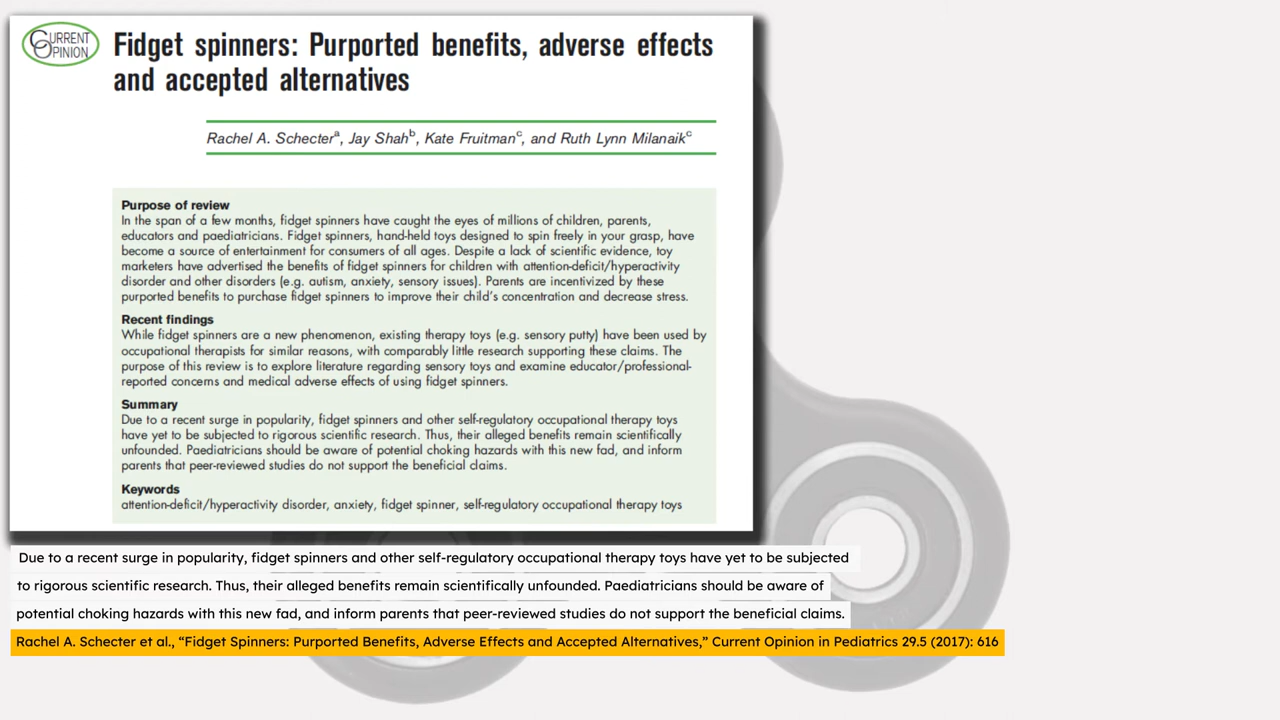 CURRENT
OPINION
Fidget spinners: Purported benefits, adverse effects
and accepted alternatives
Rachel A. Schecterᵃ, Jay Shahᵇ, Kate Fruitmanᶜ, and Ruth Lynn Milanaikᶜ
Purpose of review
In the span of a few months, fidget spinners have caught the eyes of millions of children, parents,
educators and paediatricians. Fidget spinners, hand-held toys designed to spin freely in your grasp, have
become a source of entertainment for consumers of all ages. Despite a lack of scientific evidence, toy
marketers have advertised the benefits of fidget spinners for children with attention-deficit/hyperactivity
disorder and other disorders (e.g. autism, anxiety, sensory issues). Parents are incentivized by these
purported benefits to purchase fidget spinners to improve their child's concentration and decrease stress.
Recent findings
While fidget spinners are a new phenomenon, existing therapy toys (e.g. sensory putty) have been used by
occupational therapists for similar reasons, with comparably little research supporting these claims. The
purpose of this review is to explore literature regarding sensory toys and examine educator/professional-
reported concerns and medical adverse effects of using fidget spinners.
Summary
Due to a recent surge in popularity, fidget spinners and other self-regulatory occupational therapy toys
have yet to be subjected to rigorous scientific research. Thus, their alleged benefits remain scientifically
unfounded. Paediatricians should be aware of potential choking hazards with this new fad, and inform
parents that peer-reviewed studies do not support the beneficial claims.
Keywords
attention-deficit/hyperactivity disorder, anxiety, fidget spinner, self-regulatory occupational therapy toys
Due to a recent surge in popularity, fidget spinners and other self-regulatory occupational therapy toys have yet to be subjected
to rigorous scientific research. Thus, their alleged benefits remain scientifically unfounded. Paediatricians should be aware of
potential choking hazards with this new fad, and inform parents that peer-reviewed studies do not support the beneficial claims.
Rachel A. Schecter et al., “Fidget Spinners: Purported Benefits, Adverse Effects and Accepted Alternatives,” Current Opinion in Pediatrics 29.5 (2017): 616